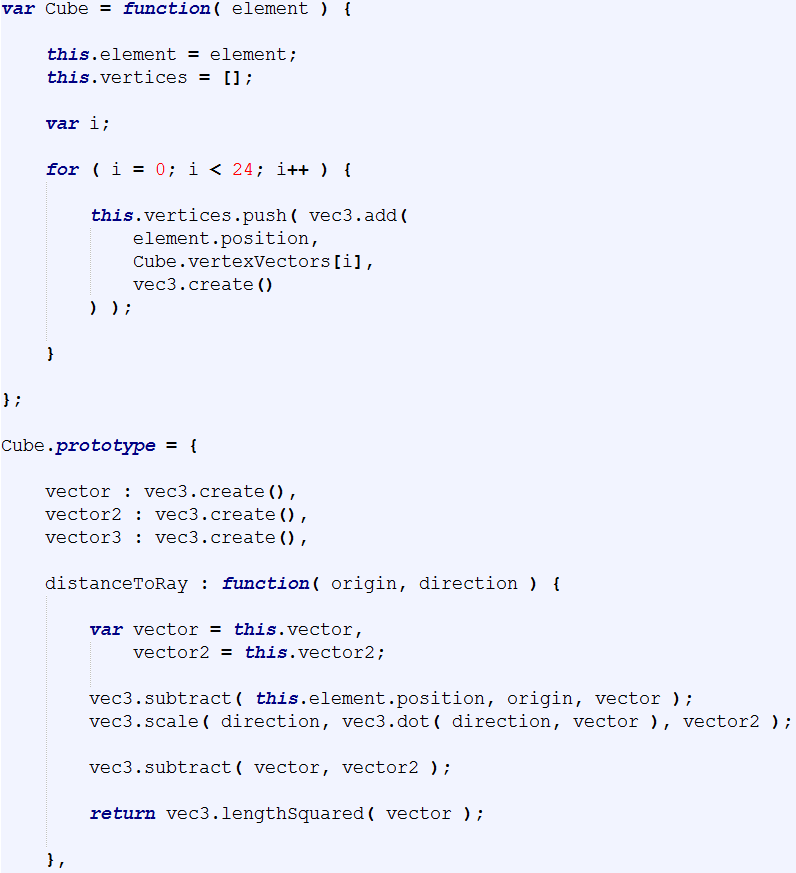 var Cube = function( element ) {
this.element = element;
this.vertices = [];
var i;
for ( i = 0; i < 24; i++ ) {
this.vertices.push( vec3.add(
element.position,
Cube.vertexVectors[i],
vec3.create()
) );
}
};
Cube.prototype = {
vector : vec3.create(),
vector2 : vec3.create(),
vector3 : vec3.create(),
distanceToRay : function( origin, direction ) {
var vector = this.vector,
vector2 = this.vector2;
vec3.subtract( this.element.position, origin, vector );
vec3.scale( direction, vec3.dot( direction, vector ), vector2 );
vec3.subtract( vector, vector2 );
return vec3.lengthSquared( vector );
},